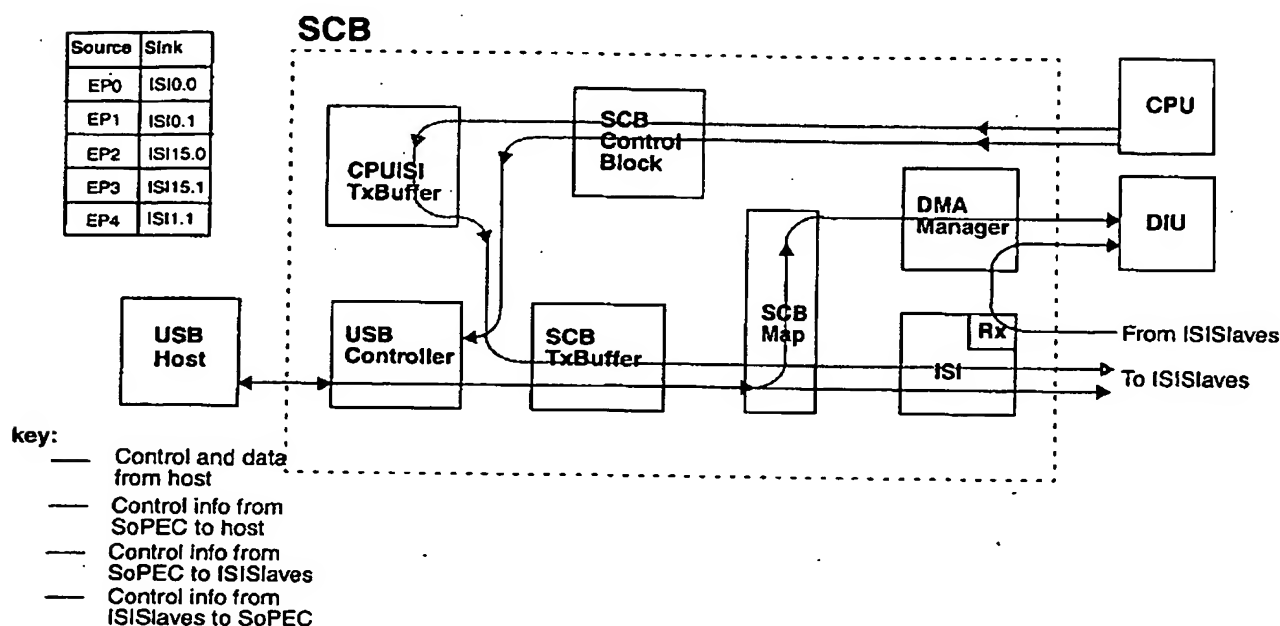 SCB
Source Sink
EP0 ISI0.0
EP1 ISI0.1
EP2 ISI15.0
EP3 ISI15.1
EP4 ISI1.1
CPU
SCB
Control
Block
CPUISI
TxBuffer
DMA
Manager
DIU
USB
Host
USB
Controller
SCB
TxBuffer
SCB
Map
Rx
ISI
From ISISlaves
To ISISlaves
key:
Control and data
from host
Control info from
SoPEC to host
Control info from
SoPEC to ISISlaves
Control info from
ISISlaves to SoPEC